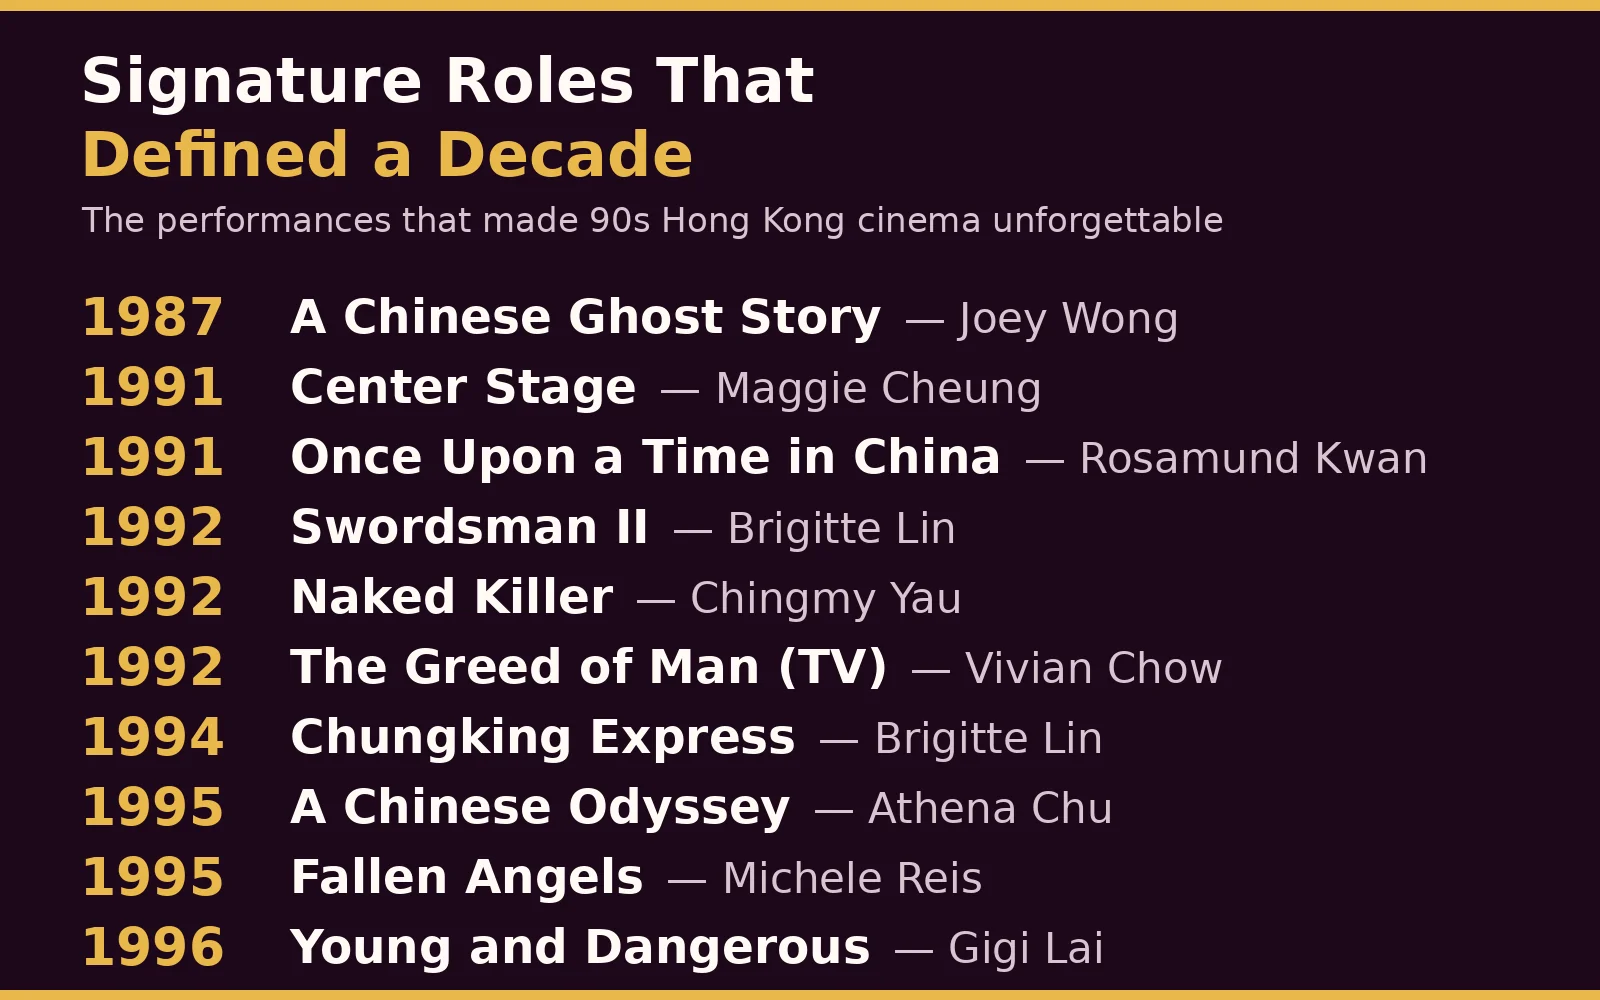 Signature Roles That
Defined a Decade
The performances that made 90s Hong Kong cinema unforgettable
1987 A Chinese Ghost Story — Joey Wong
1991 Center Stage — Maggie Cheung
1991 Once Upon a Time in China — Rosamund Kwan
1992 Swordsman II — Brigitte Lin
1992 Naked Killer — Chingmy Yau
1992 The Greed of Man (TV) — Vivian Chow
1994 Chungking Express — Brigitte Lin
1995 A Chinese Odyssey — Athena Chu
1995 Fallen Angels — Michele Reis
1996 Young and Dangerous — Gigi Lai